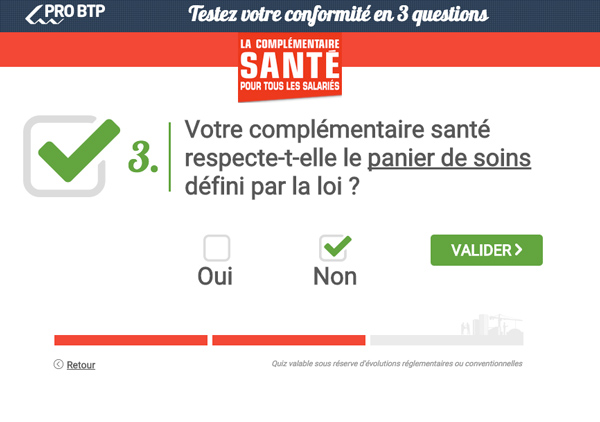 PRO BTP
Testez votre conformité en 3 questions
LA COMPLÉMENTAIRE
SANTÉ
POUR TOUS LES SALARIÉS
3.
Votre complémentaire santé
respecte-t-elle le panier de soins
défini par la loi ?
Oui
Non
VALIDER
Retour
Quiz valable sous réserve d'évolutions réglementaires ou conventionnelles